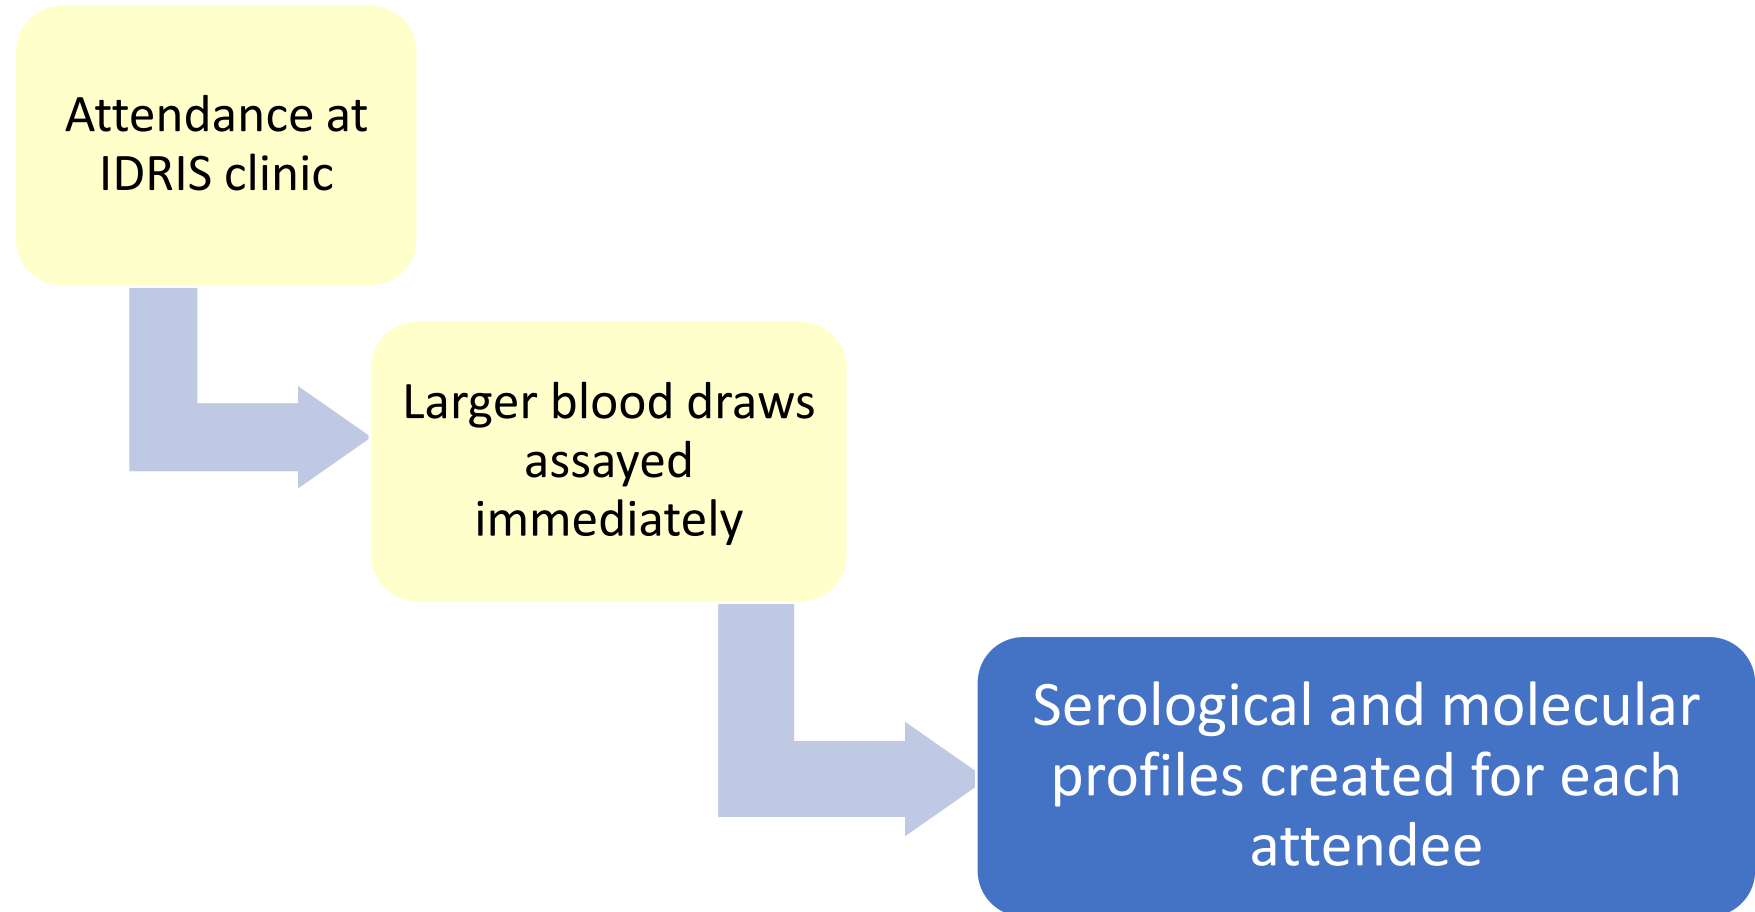 Attendance at
IDRIS clinic
Larger blood draws
assayed
immediately
Serological and molecular
profiles created for each
attendee